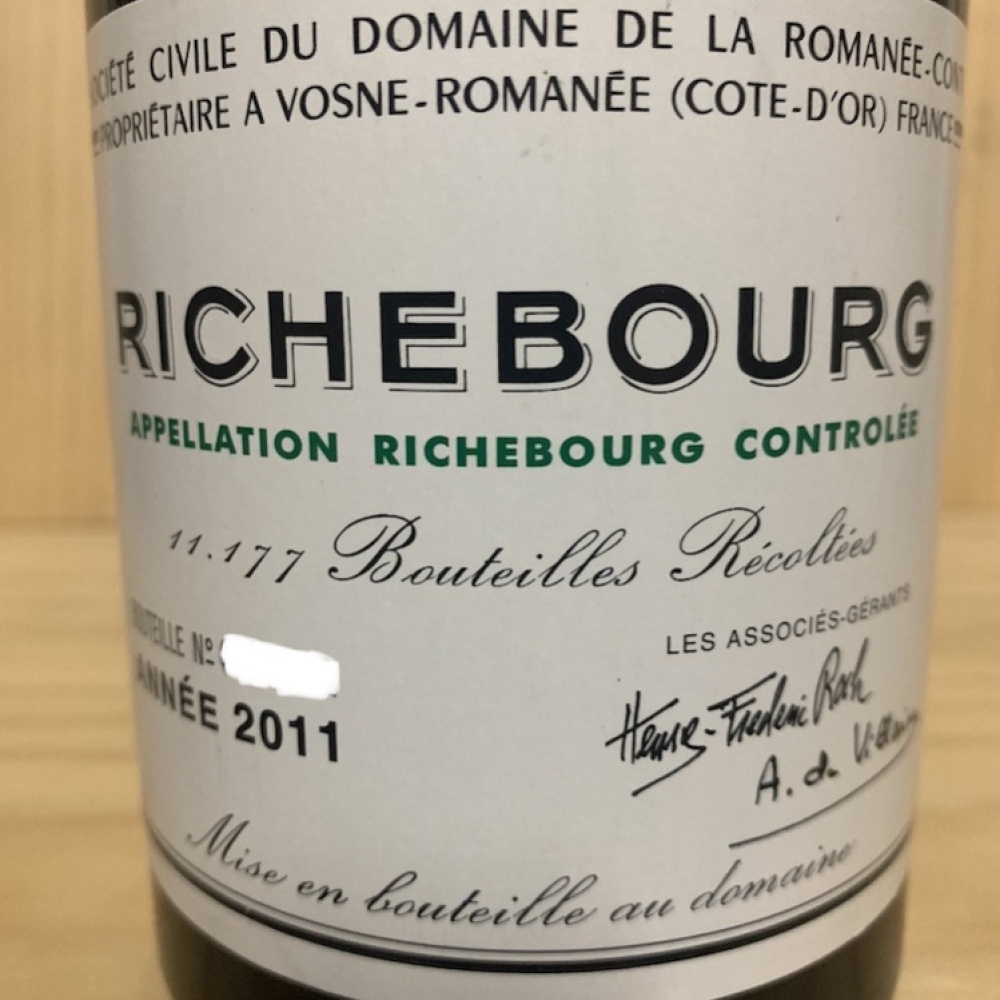 SOCIÉTÉ CIVILE DU DOMAINE DE LA ROMANÉE-CONTI
PROPRIÉTAIRE A VOSNE-ROMANÉE (COTE-D'OR) FRANCE
RICHEBOURG
APPELLATION RICHEBOURG CONTROLÉE
11.177 Bouteilles Récoltées
BOUTEILLE Nº
LES ASSOCIÉS-GÉRANTS
ANNÉE 2011
Henry-Frédéric Roch
A. de Villaine
Mise en bouteille au domaine